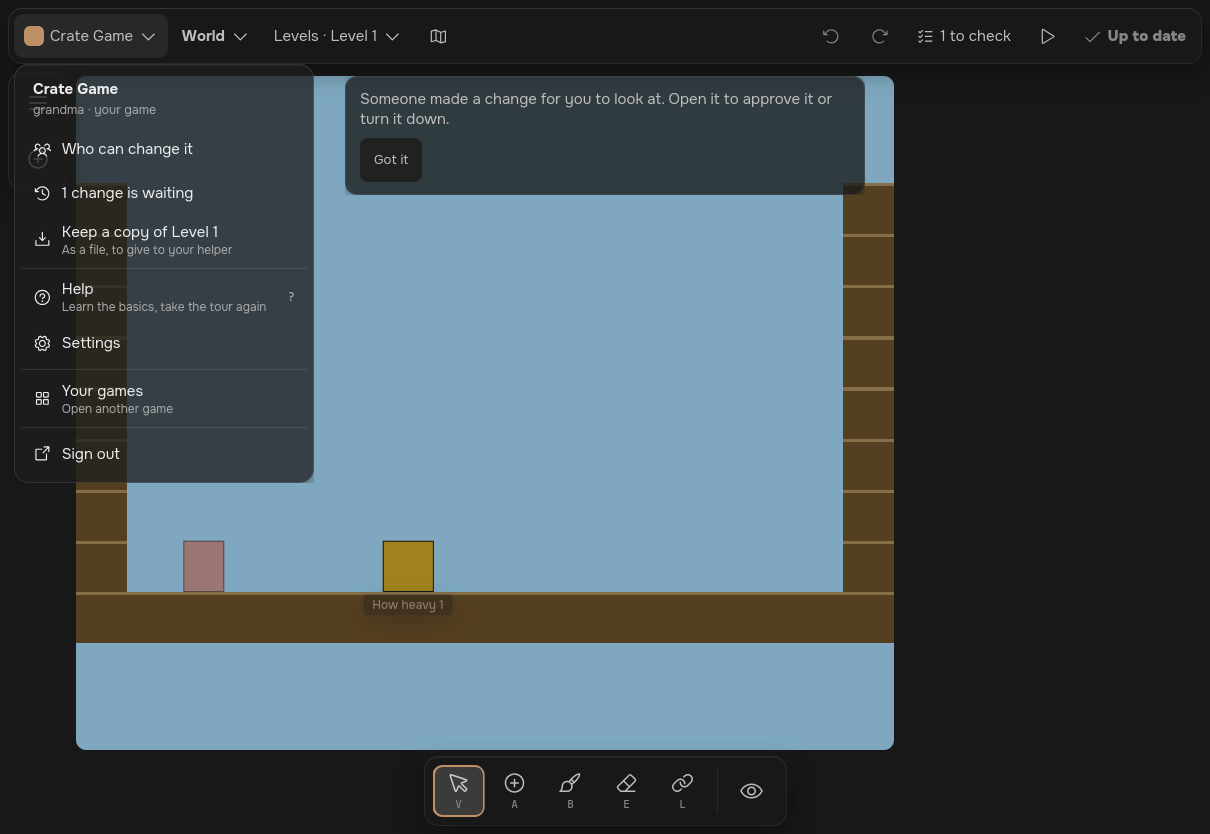 Crate Game
World
Levels · Level 1
1 to check
Up to date
Crate Game
grandma · your game
Who can change it
1 change is waiting
Keep a copy of Level 1
As a file, to give to your helper
Help
Learn the basics, take the tour again
?
Settings
Your games
Open another game
Sign out
Someone made a change for you to look at. Open it to approve it or
turn it down.
Got it
How heavy 1
V
A
B
E
L